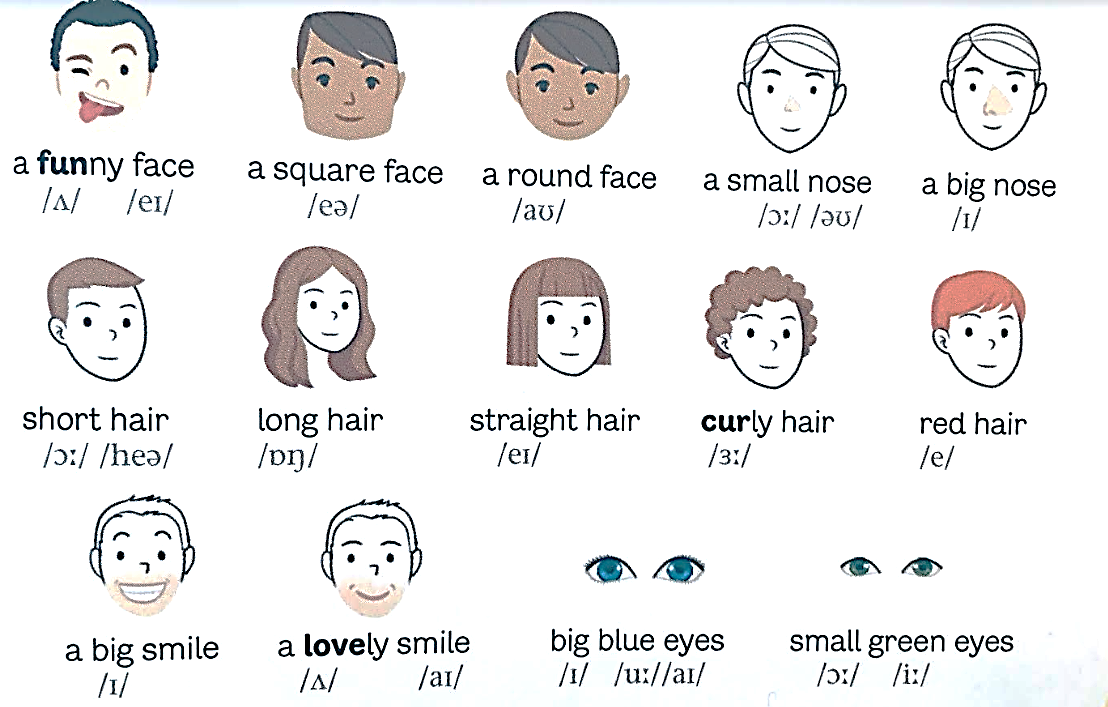 a funny face
/ʌ/ /eɪ/
a square face
/eə/
a round face
/aʊ/
a small nose
/ɔː/ /əʊ/
a big nose
/ɪ/
short hair
/ɔː/ /heə/
long hair
/ɒŋ/
straight hair
/eɪ/
curly hair
/ɜː/
red hair
/e/
a big smile
/ɪ/
a lovely smile
/ʌ/ /aɪ/
big blue eyes
/ɪ/ /uː//aɪ/
small green eyes
/ɔː/ /iː/